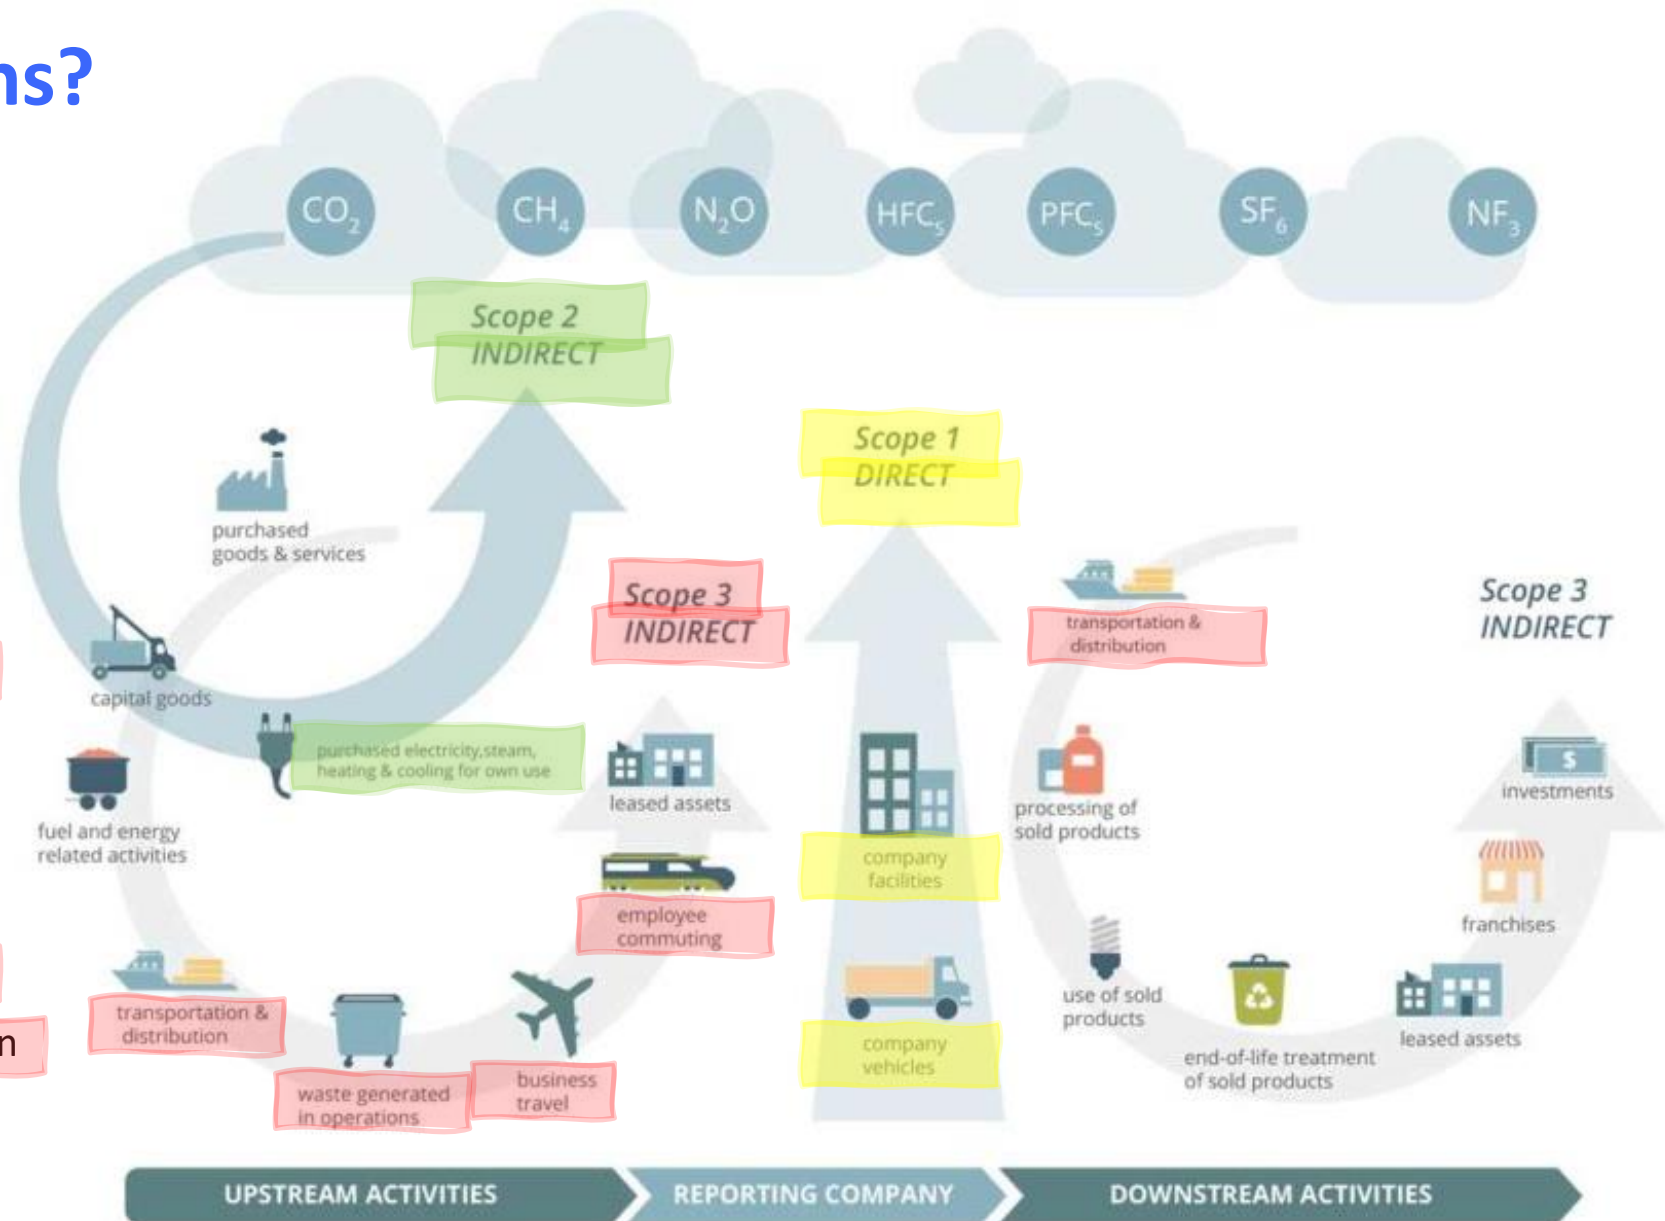 ns?
CO2
CH4
N2O
HFCs
PFCs
SF6
NF3
Scope 2
INDIRECT
Scope 1
DIRECT
purchased
goods & services
Scope 3
INDIRECT
transportation &
distribution
Scope 3
INDIRECT
capital goods
purchased electricity,steam,
heating & cooling for own use
leased assets
investments
processing of
sold products
fuel and energy
related activities
company
facilities
employee
commuting
franchises
use of sold
products
transportation &
distribution
n
company
vehicles
leased assets
end-of-life treatment
of sold products
waste generated
in operations
business
travel
$
UPSTREAM ACTIVITIES
REPORTING COMPANY
DOWNSTREAM ACTIVITIES